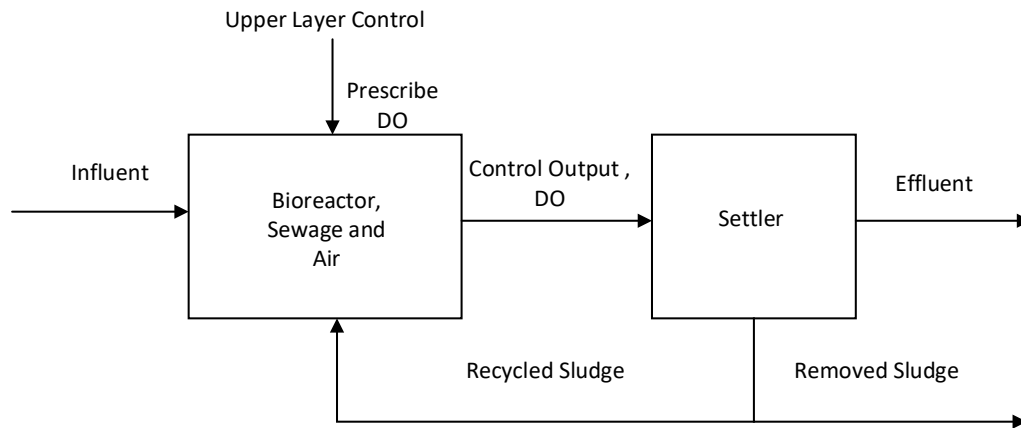 Upper Layer Control
Prescribe
DO
Influent
Bioreactor,
Sewage and
Air
Control Output ,
DO
Settler
Effluent
Recycled Sludge
Removed Sludge